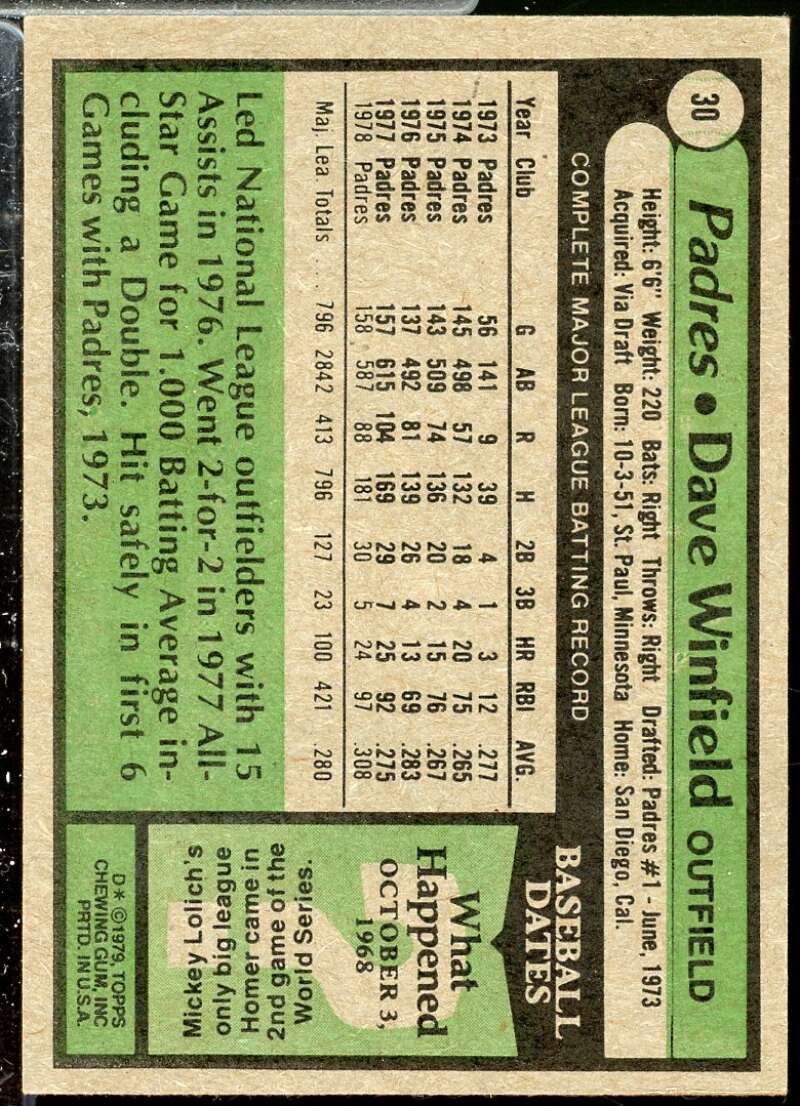 30
Padres • Dave Winfield OUTFIELD
Height: 6'6" Weight: 220 Bats: Right Throws: Right Drafted: Padres #1 - June, 1973
Acquired: Via Draft Born: 10-3-51, St. Paul, Minnesota Home: San Diego, Cal.
COMPLETE MAJOR LEAGUE BATTING RECORD
Year Club G AB R H 2B 3B HR RBI AVG.
1973 Padres 56 141 9 39 4 1 3 12 .277
1974 Padres 145 498 57 132 18 4 20 75 .265
1975 Padres 143 509 74 136 20 2 15 76 .267
1976 Padres 137 492 81 139 26 4 13 69 .283
1977 Padres 157 615 104 169 29 7 25 92 .275
1978 Padres 158 587 88 181 30 5 24 97 .308
Maj. Lea. Totals .... 796 2842 413 796 127 23 100 421 .280
Led National League outfielders with 15
Assists in 1976. Went 2-for-2 in 1977 All-
Star Game for 1.000 Batting Average in-
cluding a Double. Hit safely in first 6
Games with Padres, 1973.
BASEBALL
DATES
What
Happened
OCTOBER 3,
1968
Mickey Lolich's
only big league
Homer came in
2nd game of the
World Series.
D* ©1979, TOPPS
CHEWING GUM, INC
PRTD. IN U.S.A.